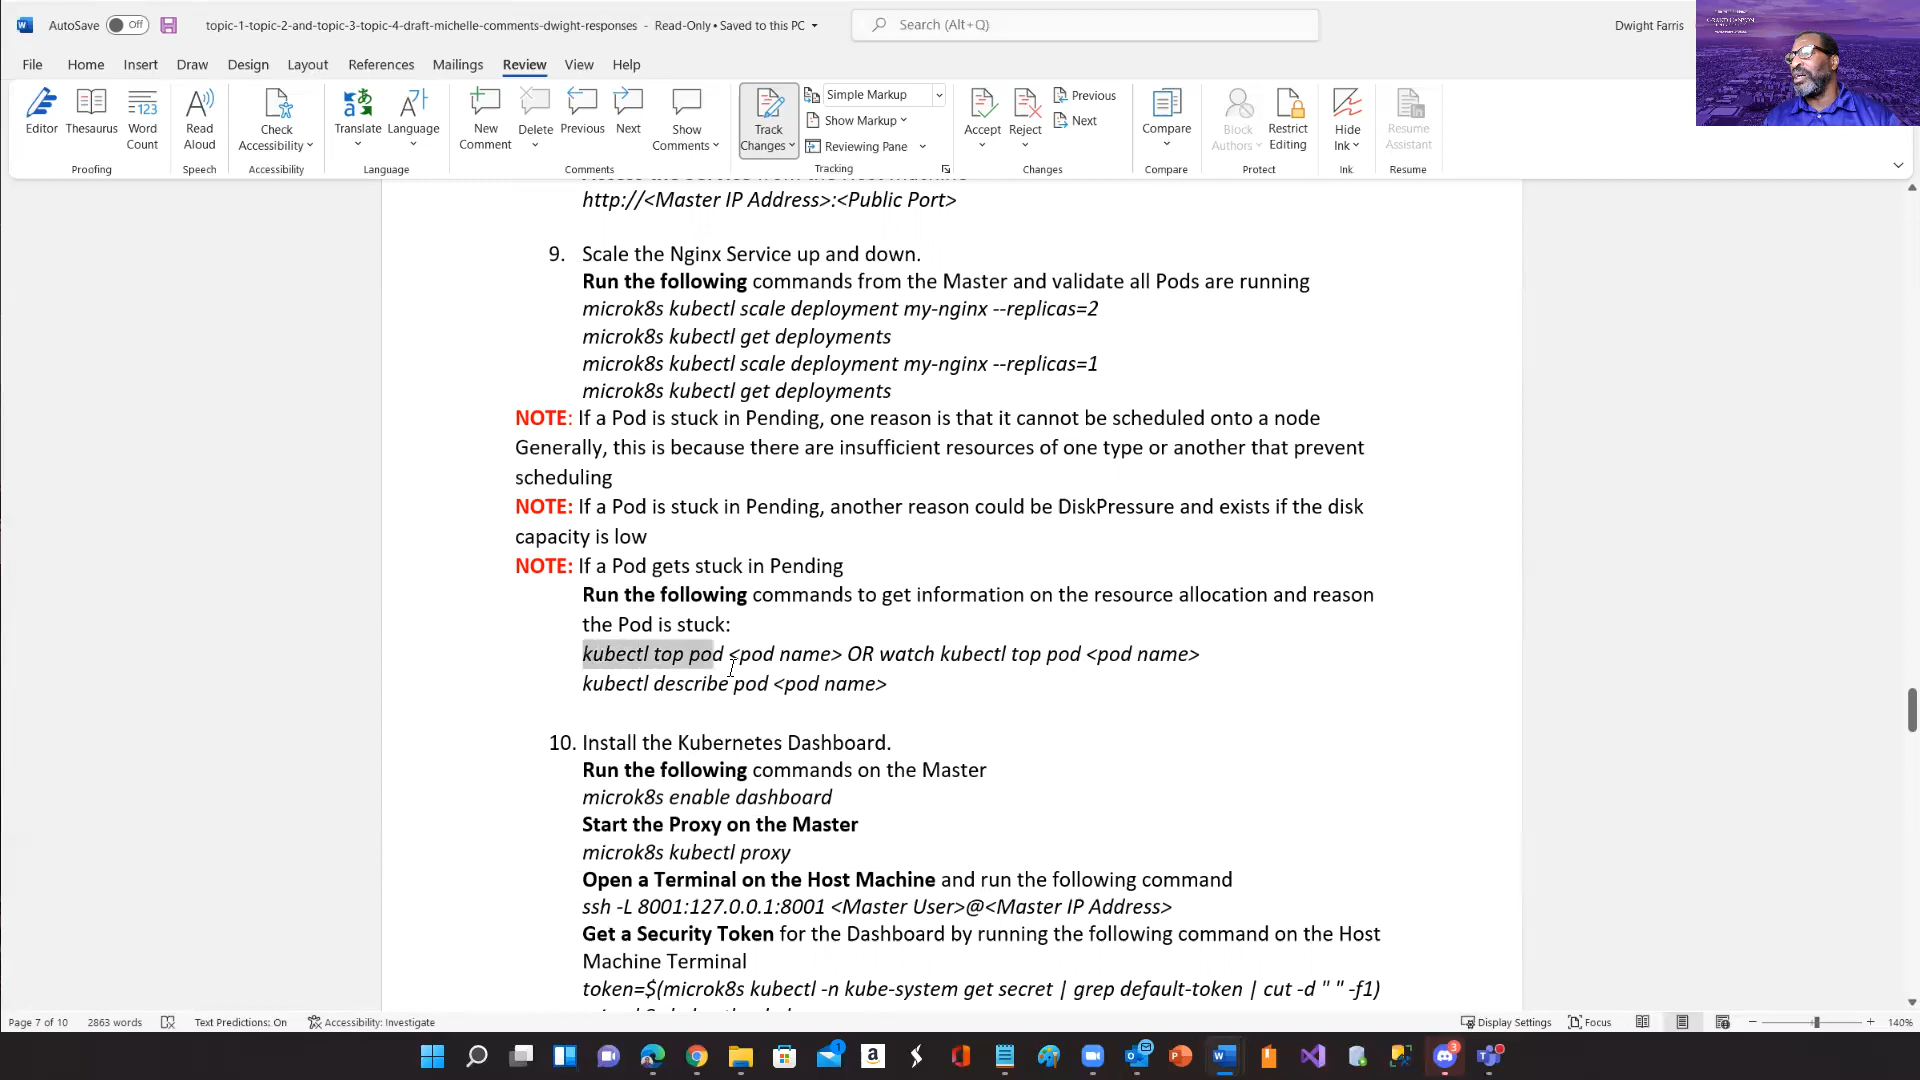 AutoSave Off topic-1-topic-2-and-topic-3-topic-4-draft-michelle-comments-dwight-responses - Read-Only • Saved to this PC Search (Alt+Q) Dwight Farris
File Home Insert Draw Design Layout References Mailings Review View Help
Editor Thesaurus Word Count Read Aloud Check Accessibility Translate Language New Comment Delete Previous Next Show Comments Track Changes Simple Markup Show Markup Reviewing Pane Accept Reject Previous Next Compare Block Authors Restrict Editing Hide Ink Resume Assistant
Proofing Speech Accessibility Language Comments Tracking Changes Compare Protect Ink Resume
http://<Master IP Address>:<Public Port>
9. Scale the Nginx Service up and down.
Run the following commands from the Master and validate all Pods are running
microk8s kubectl scale deployment my-nginx --replicas=2
microk8s kubectl get deployments
microk8s kubectl scale deployment my-nginx --replicas=1
microk8s kubectl get deployments
NOTE: If a Pod is stuck in Pending, one reason is that it cannot be scheduled onto a node
Generally, this is because there are insufficient resources of one type or another that prevent
scheduling
NOTE: If a Pod is stuck in Pending, another reason could be DiskPressure and exists if the disk
capacity is low
NOTE: If a Pod gets stuck in Pending
Run the following commands to get information on the resource allocation and reason
the Pod is stuck:
kubectl top pod <pod name> OR watch kubectl top pod <pod name>
kubectl describe pod <pod name>
10. Install the Kubernetes Dashboard.
Run the following commands on the Master
microk8s enable dashboard
Start the Proxy on the Master
microk8s kubectl proxy
Open a Terminal on the Host Machine and run the following command
ssh -L 8001:127.0.0.1:8001 <Master User>@<Master IP Address>
Get a Security Token for the Dashboard by running the following command on the Host
Machine Terminal
token=$(microk8s kubectl -n kube-system get secret | grep default-token | cut -d " " -f1)
Page 7 of 10 2863 words Text Predictions: On Accessibility: Investigate Display Settings Focus 140%